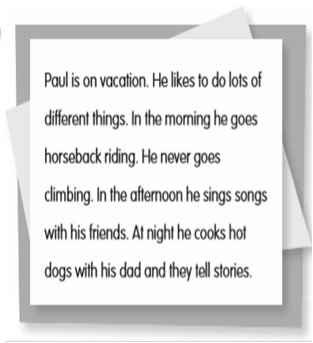 Paul is on vacation. He likes to do lots of
different things. In the morning he goes
horseback riding. He never goes
climbing. In the afternoon he sings songs
with his friends. At night he cooks hot
dogs with his dad and they tell stories.